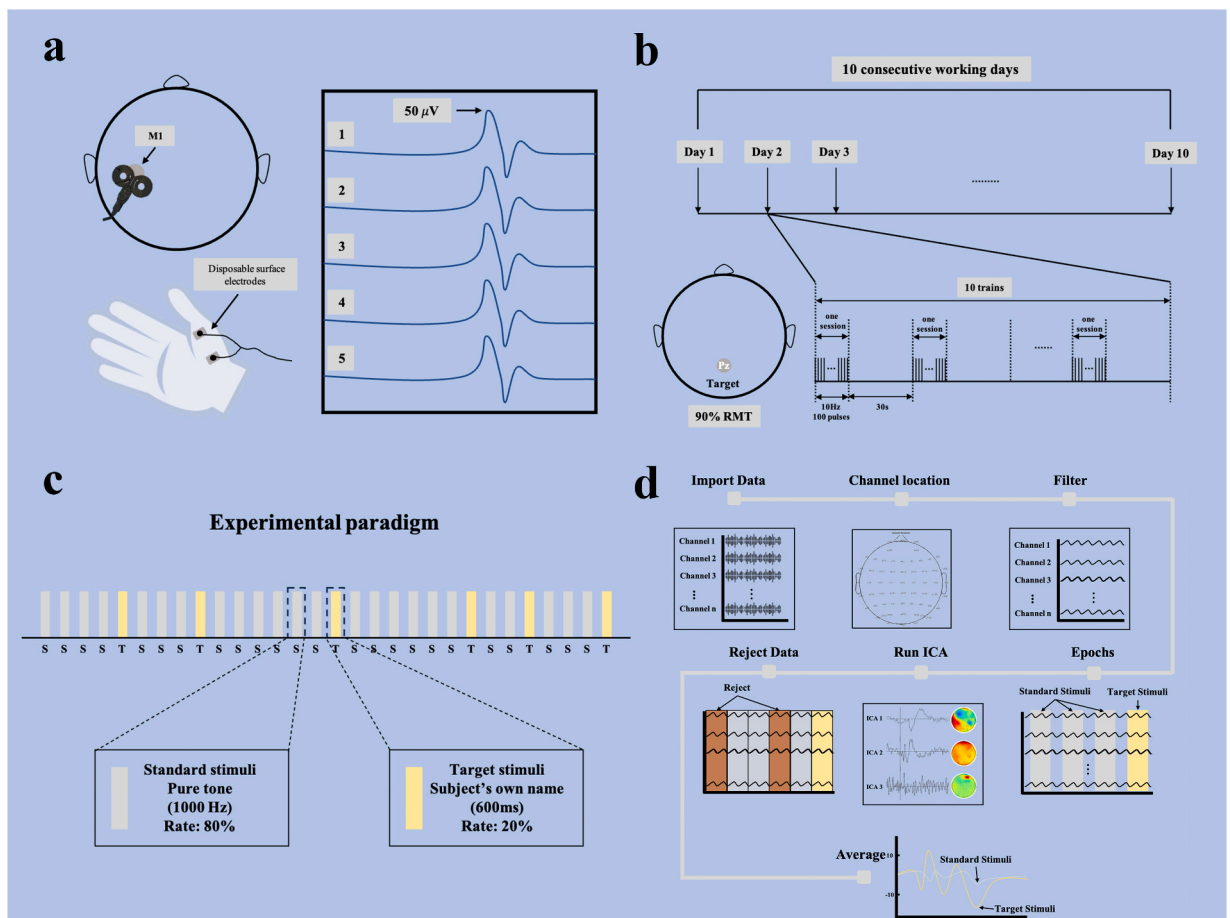 a
M1
Disposable surface
electrodes
50 μV
1
2
3
4
5
b
10 consecutive working days
Day 1
Day 2
Day 3
Day 10
.........
10 trains
one
session
one
session
one
session
......
Pz
Target
90% RMT
10Hz
100 pulses
30s
c
Experimental paradigm
S S S S T S S S T S S S S S S T S S S S S S T S S T S S S T
Standard stimuli
Pure tone
(1000 Hz)
Rate: 80%
Target stimuli
Subject's own name
(600ms)
Rate: 20%
d
Import Data
Channel location
Filter
Channel 1
Channel 2
Channel 3
Channel n
Channel 1
Channel 2
Channel 3
Channel n
Reject Data
Run ICA
Epochs
Reject
ICA 1
ICA 2
ICA 3
Standard Stimuli
Target Stimuli
Average
10
-10
Standard Stimuli
Target Stimuli